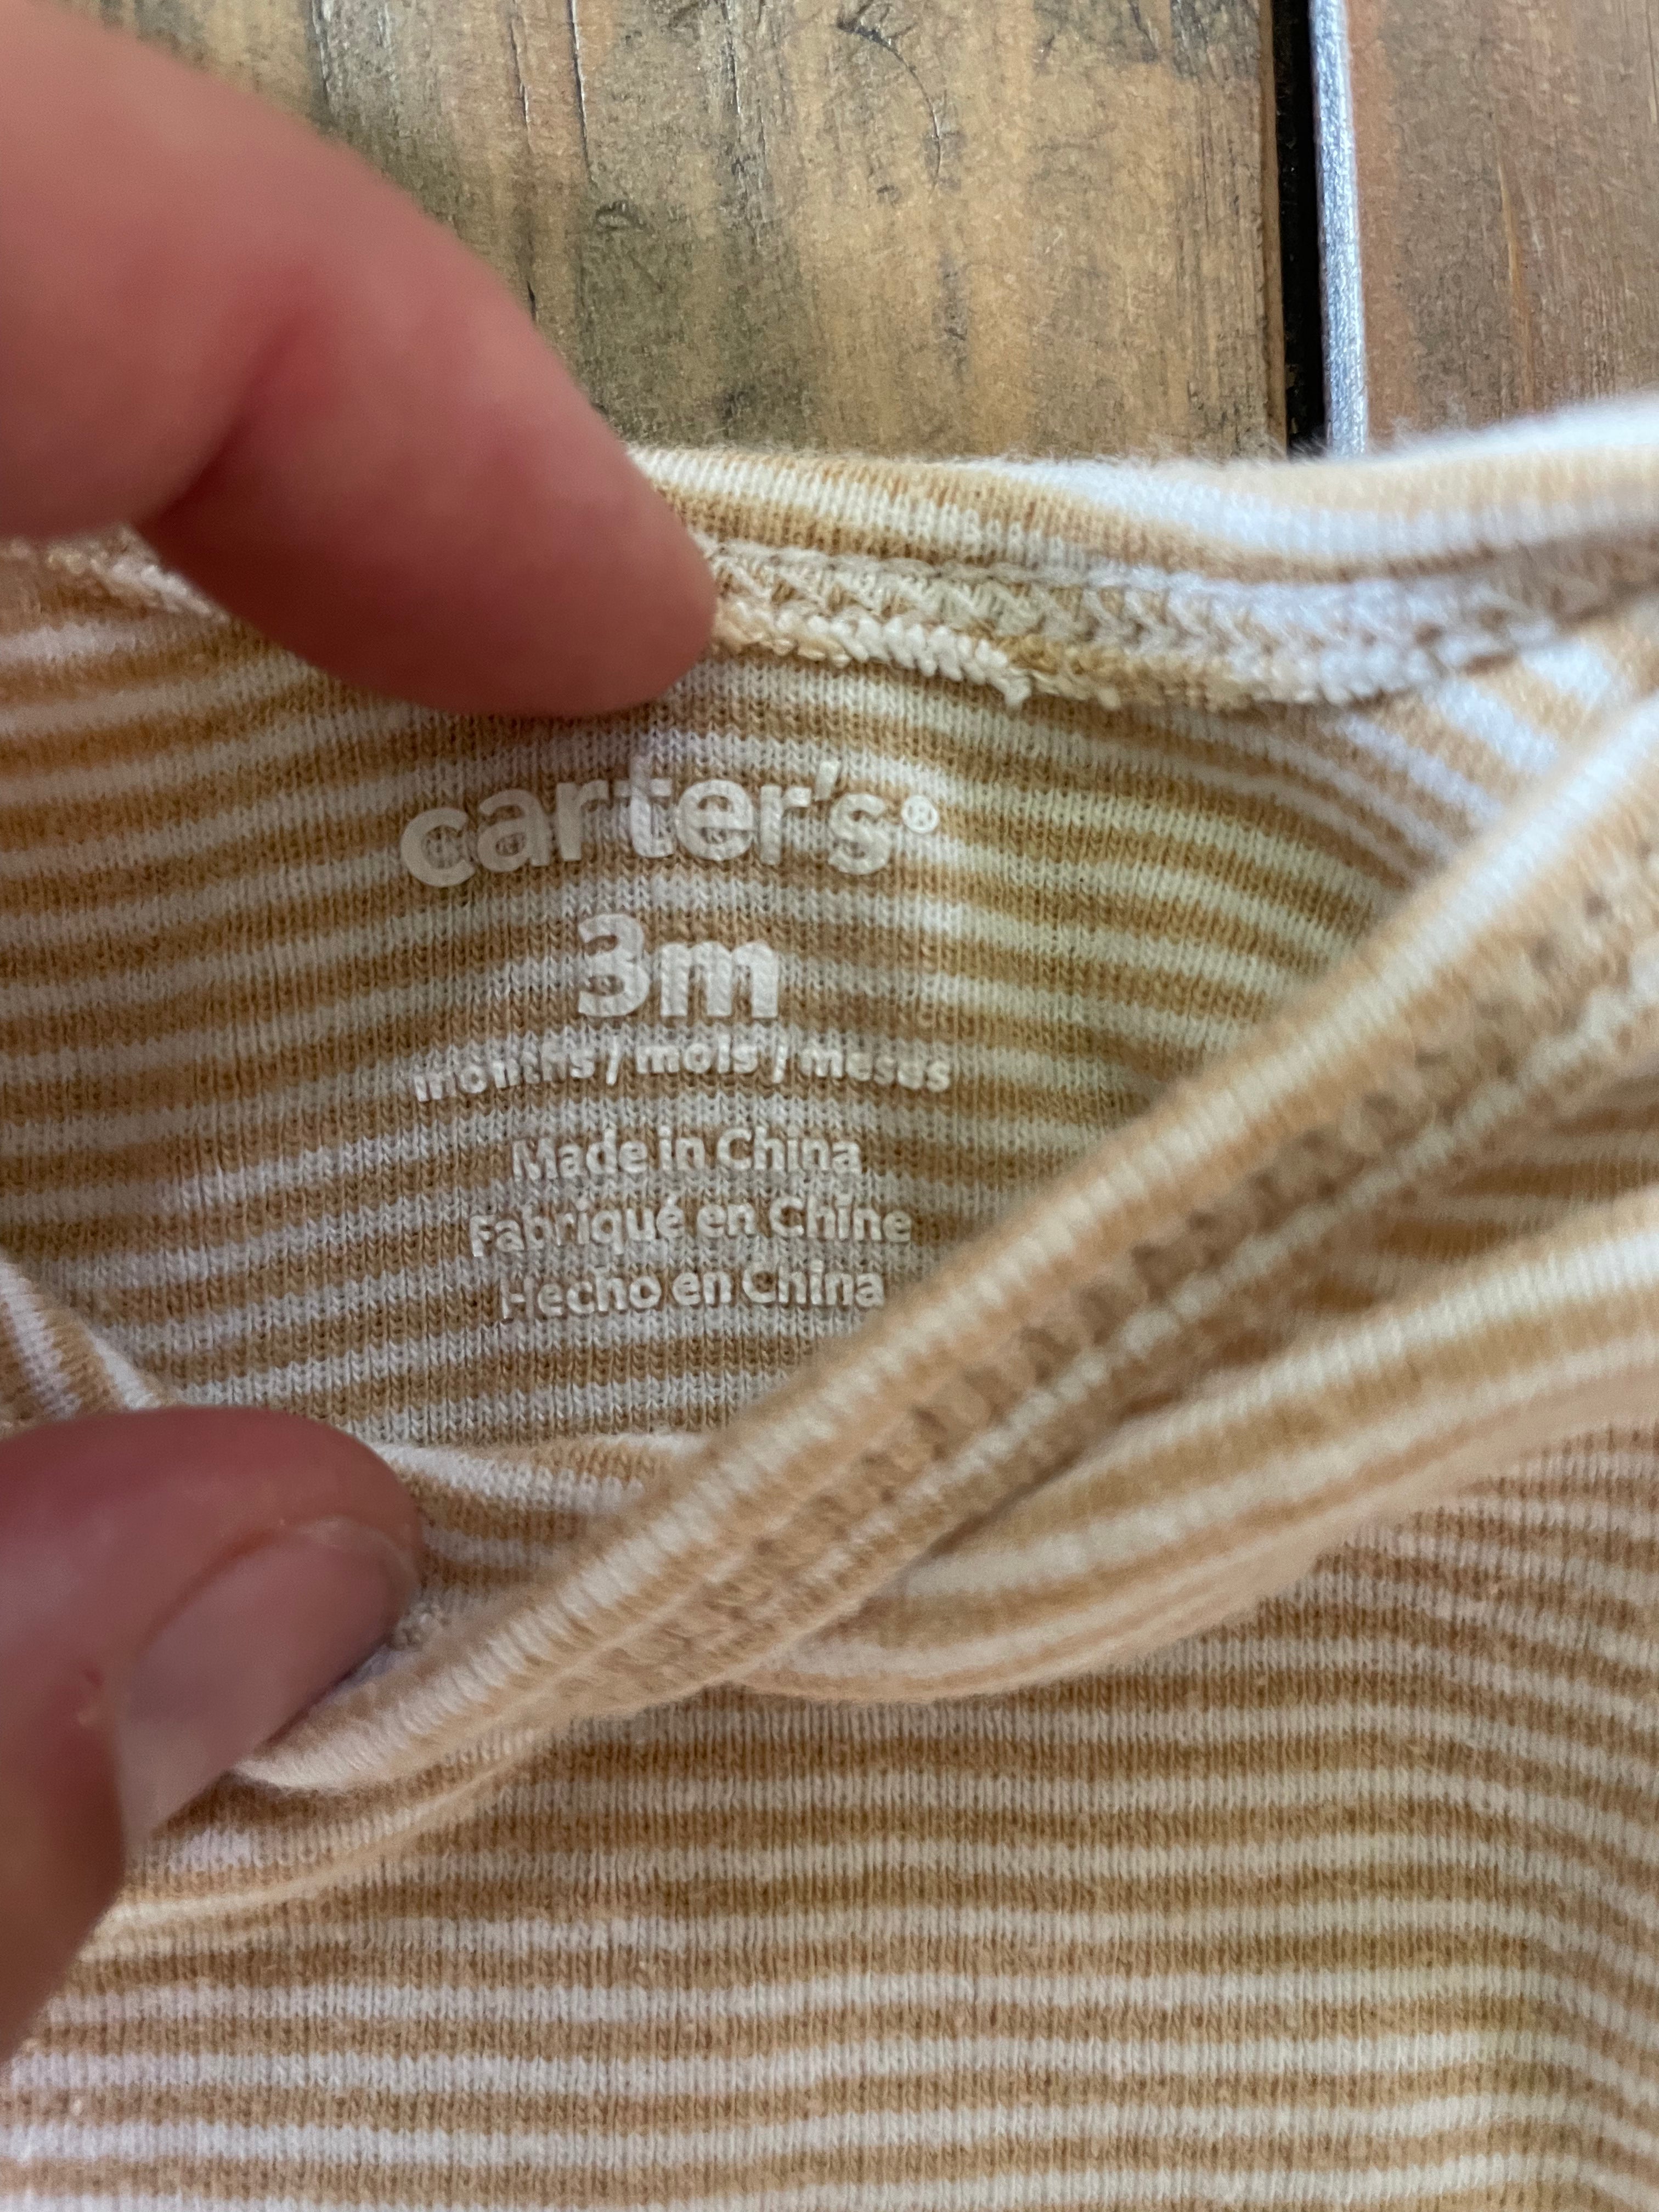 carter's®
3m
months / mois / meses
Made in China
Fabriqué en Chine
Hecho en China